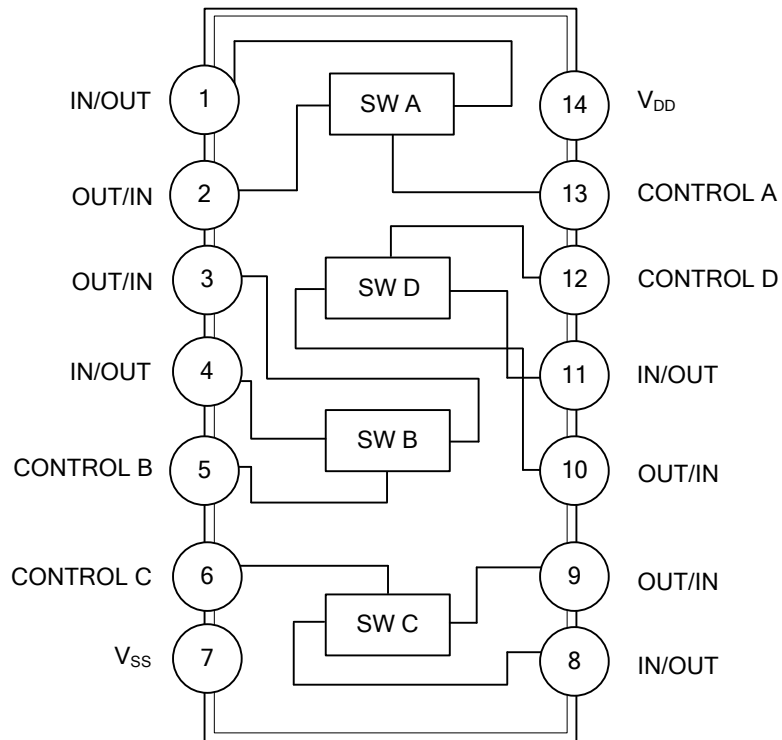 IN/OUT 1 SW A 14 VDD
OUT/IN 2 13 CONTROL A
OUT/IN 3 SW D 12 CONTROL D
IN/OUT 4 11 IN/OUT
CONTROL B 5 SW B 10 OUT/IN
CONTROL C 6 SW C 9 OUT/IN
VSS 7 8 IN/OUT